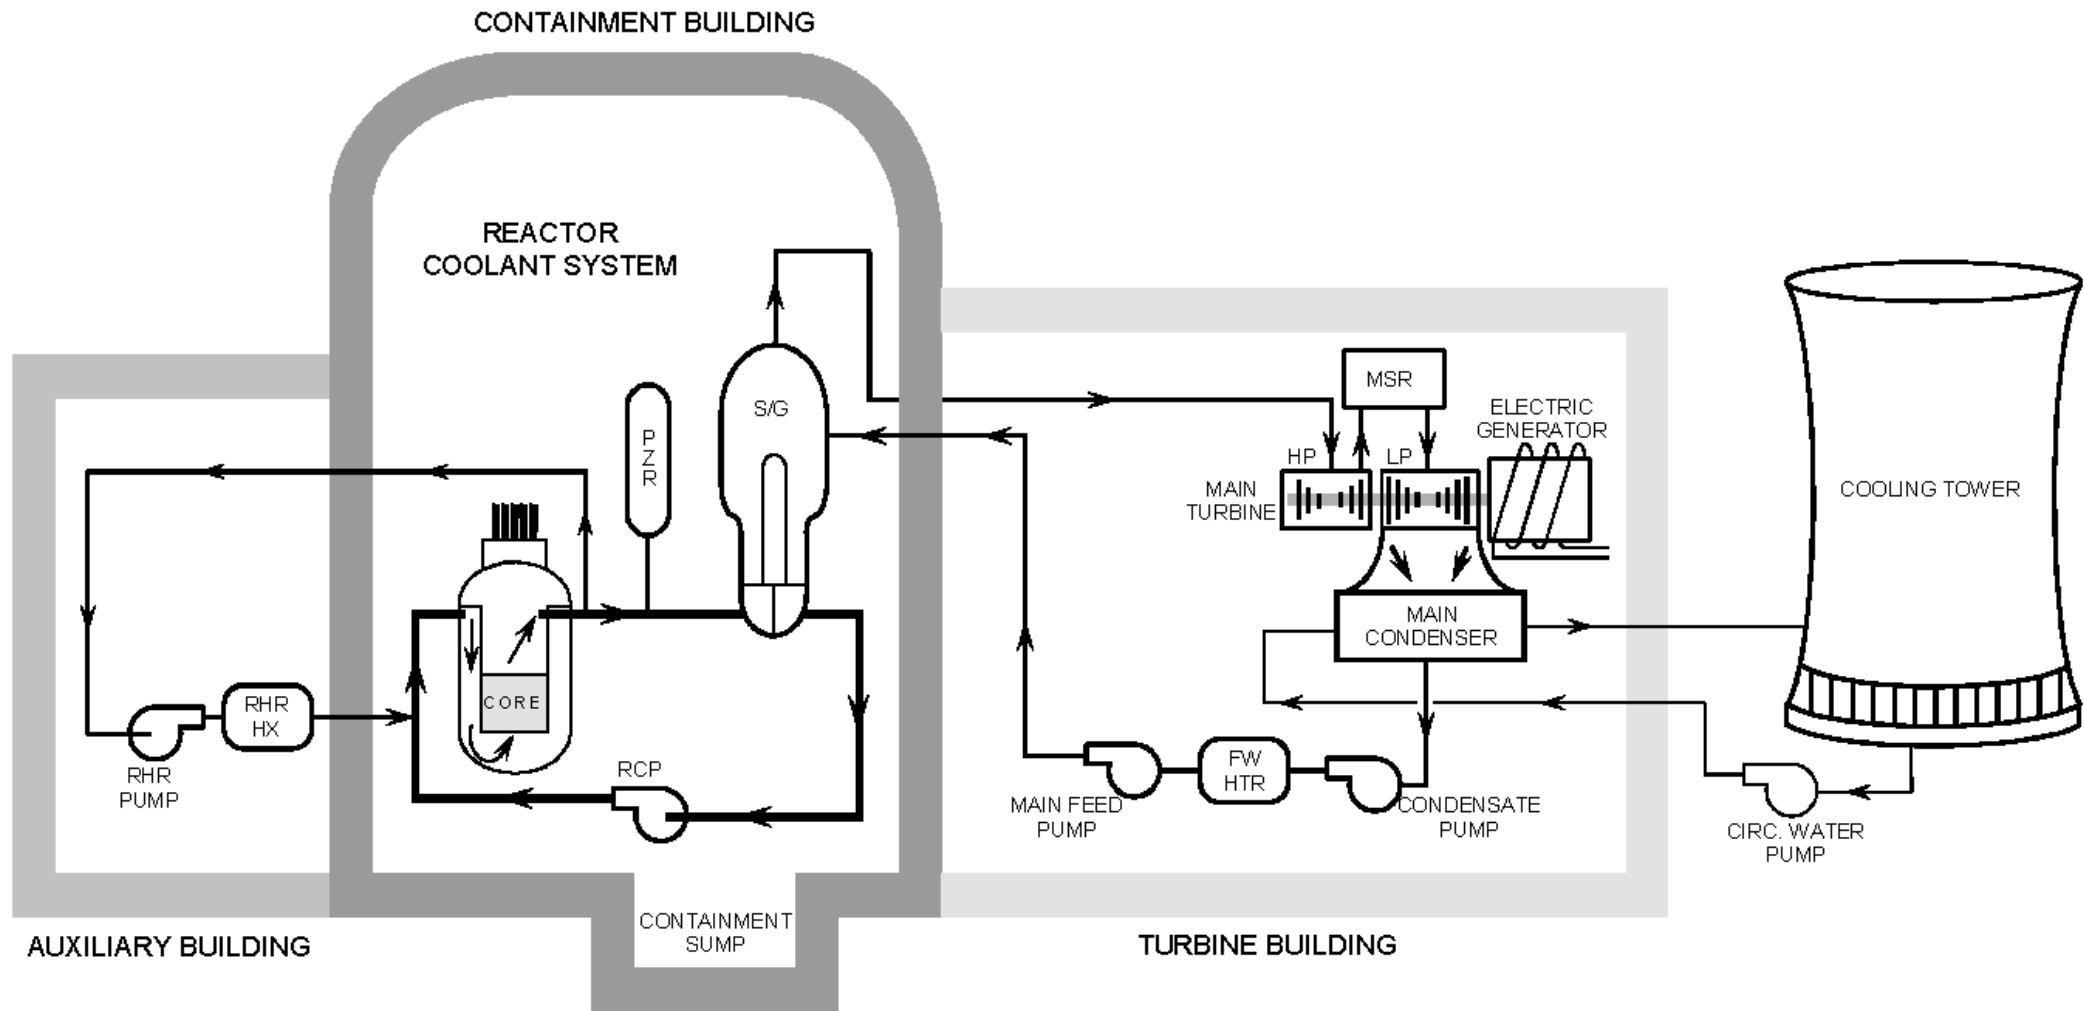 CONTAINMENT BUILDING
REACTOR
COOLANT SYSTEM
PZR
S/G
CORE
RHR
HX
RHR
PUMP
RCP
CONTAINMENT
SUMP
AUXILIARY BUILDING
MSR
ELECTRIC
GENERATOR
HP
LP
MAIN
TURBINE
MAIN
CONDENSER
FW
HTR
MAIN FEED
PUMP
CONDENSATE
PUMP
TURBINE BUILDING
COOLING TOWER
CIRC. WATER
PUMP